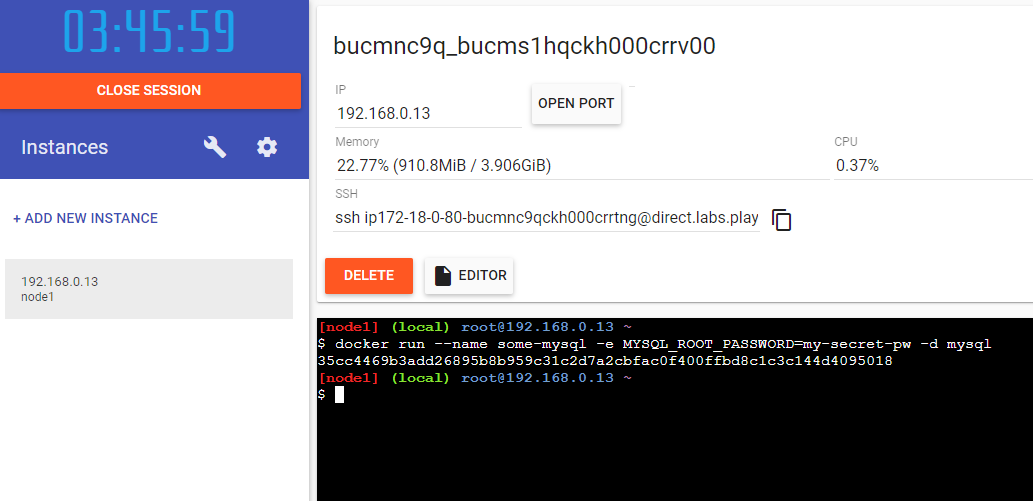 03:45:59
CLOSE SESSION
Instances
+ ADD NEW INSTANCE
192.168.0.13
node1
bucmnc9q_bucms1hqckh000crrv00
IP
192.168.0.13
OPEN PORT
Memory
22.77% (910.8MiB / 3.906GiB)
CPU
0.37%
SSH
ssh ip172-18-0-80-bucmnc9qckh000crrtng@direct.labs.play
DELETE
EDITOR
[node1] (local) root@192.168.0.13 ~
$ docker run --name some-mysql -e MYSQL_ROOT_PASSWORD=my-secret-pw -d mysql
35cc4469b3add26895b8b959c31c2d7a2cbfac0f400ffbd8c1c3c144d4095018
[node1] (local) root@192.168.0.13 ~
$